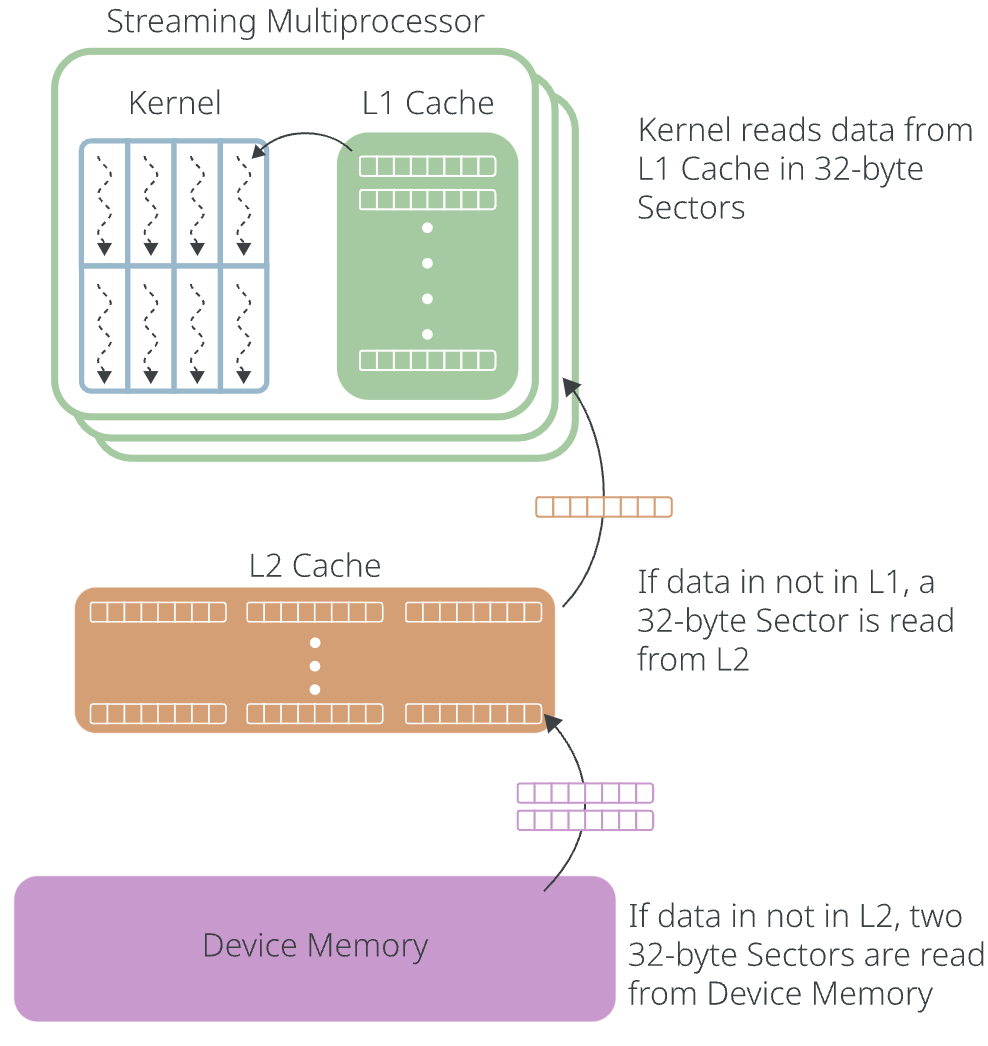 Streaming Multiprocessor
Kernel
L1 Cache
Kernel reads data from
L1 Cache in 32-byte
Sectors
L2 Cache
If data in not in L1, a
32-byte Sector is read
from L2
Device Memory
If data in not in L2, two
32-byte Sectors are read
from Device Memory